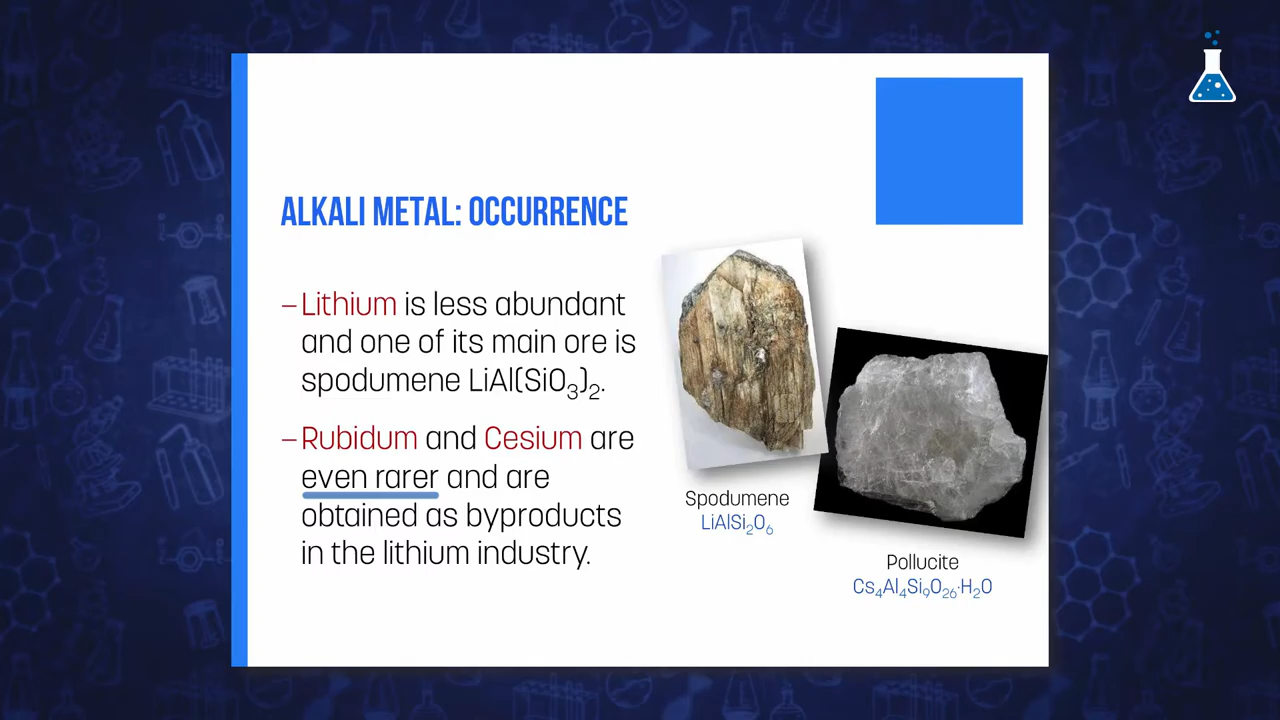 ALKALI METAL: OCCURRENCE
–Lithium is less abundant
and one of its main ore is
spodumene LiAl(SiO₃)₂.
–Rubidum and Cesium are
even rarer and are
obtained as byproducts
in the lithium industry.
Spodumene
LiAlSi₂O₆
Pollucite
Cs₄Al₄Si₉O₂₆·H₂O